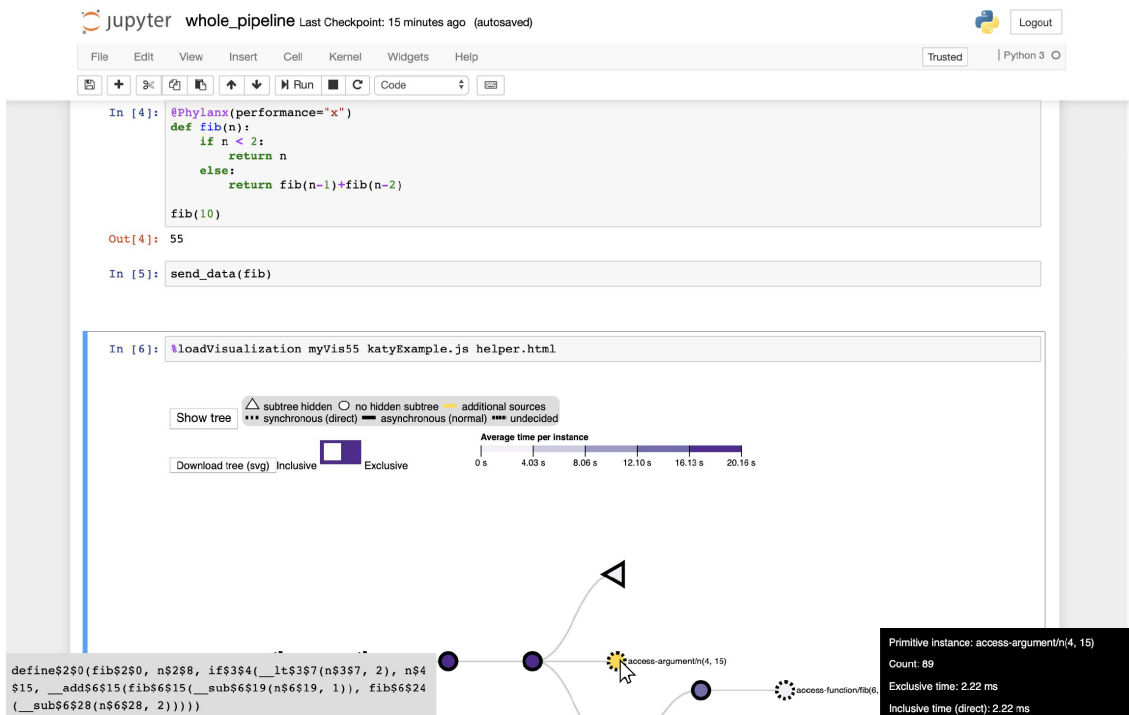 jupyter whole_pipeline Last Checkpoint: 15 minutes ago (autosaved)
Logout
File Edit View Insert Cell Kernel Widgets Help
Trusted | Python 3
Run Code
In [4]: @Phylanx(performance="x")
def fib(n):
    if n < 2:
        return n
    else:
        return fib(n-1)+fib(n-2)
fib(10)
Out[4]: 55
In [5]: send_data(fib)
In [6]: %loadVisualization myVis55 katyExample.js helper.html
Show tree
subtree hidden no hidden subtree additional sources
synchronous (direct) asynchronous (normal) undecided
Download tree (svg) Inclusive Exclusive
Average time per instance
0 s 4.03 s 8.06 s 12.10 s 16.13 s 20.16 s
access-argument/n(4, 15)
access-function/fib(6,
define$2$0(fib$2$0, n$2$8, if$3$4(__lt$3$7(n$3$7, 2), n$4
$15, __add$6$15(fib$6$15(__sub$6$19(n$6$19, 1)), fib$6$24
(__sub$6$28(n$6$28, 2)))))
Primitive instance: access-argument/n(4, 15)
Count: 89
Exclusive time: 2.22 ms
Inclusive time (direct): 2.22 ms